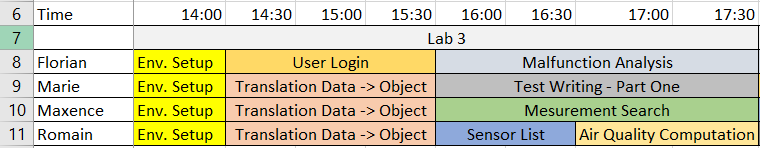 6 Time 14:00 14:30 15:00 15:30 16:00 16:30 17:00 17:30
7 Lab 3
8 Florian Env. Setup User Login Malfunction Analysis
9 Marie Env. Setup Translation Data -> Object Test Writing - Part One
10 Maxence Env. Setup Translation Data -> Object Mesurement Search
11 Romain Env. Setup Translation Data -> Object Sensor List Air Quality Computation